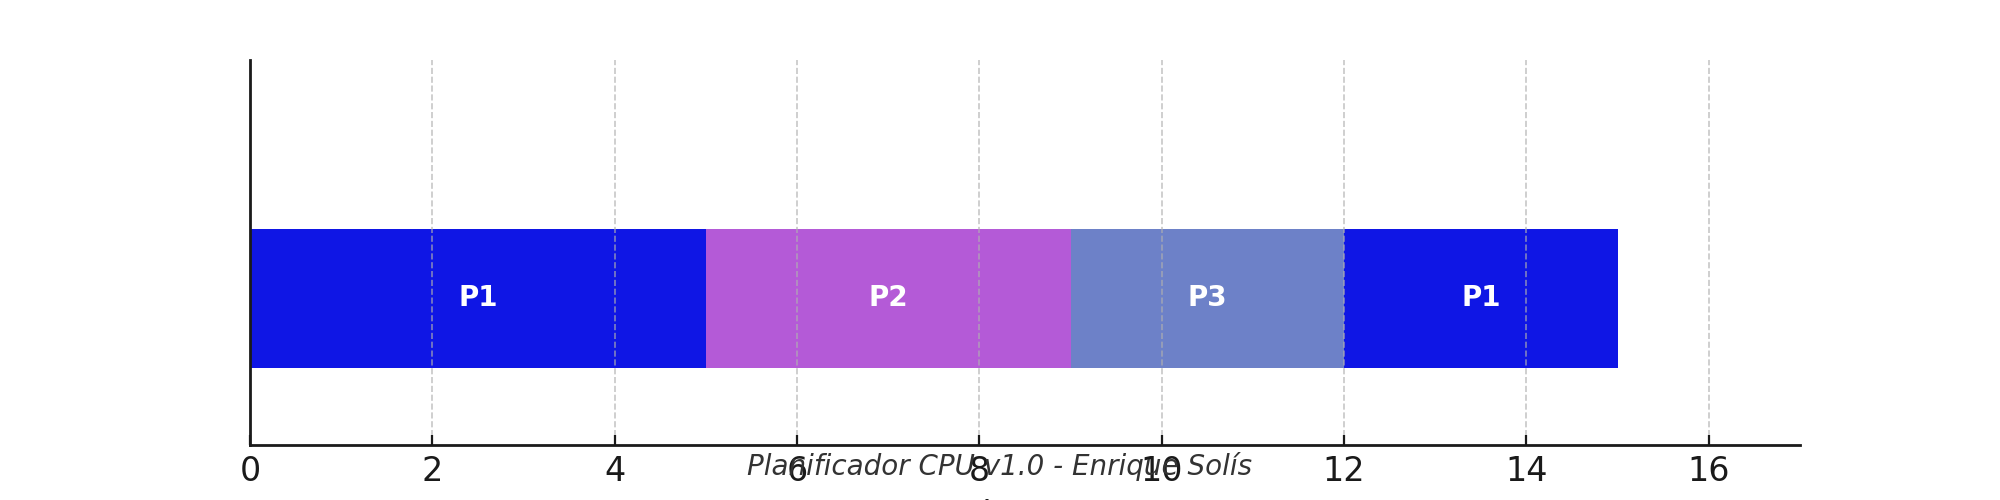 P1 P2 P3 P1
0 2 4 6 8 10 12 14 16
Planificador CPU v1.0 - Enrique Solís